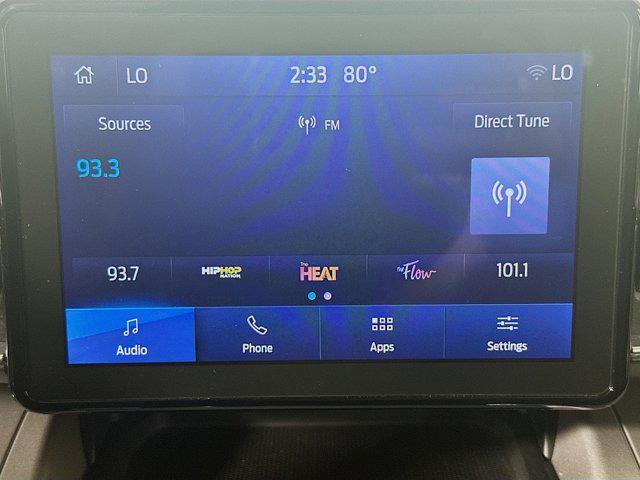 LO 2:33 80° LO
Sources FM Direct Tune
93.3
93.7 HIPHOP NATION The HEAT The Flow 101.1
Audio Phone Apps Settings